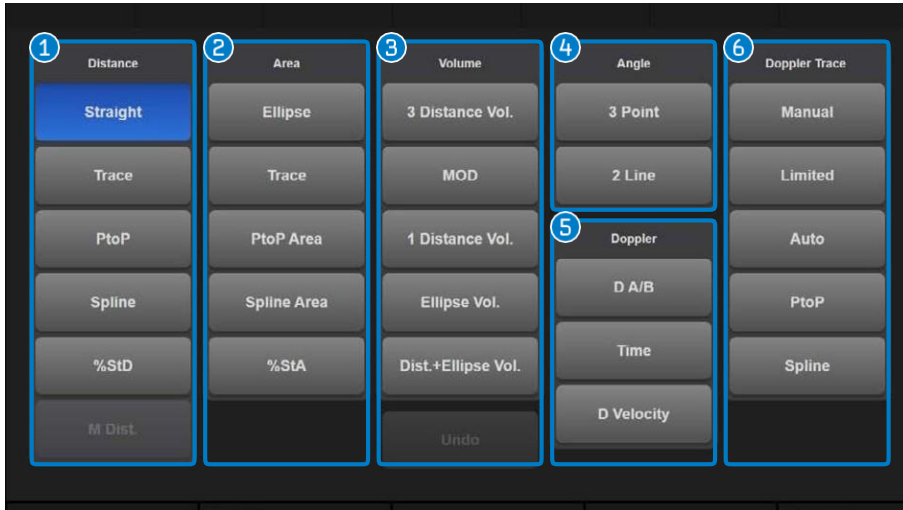 1
Distance
Straight
Trace
PtoP
Spline
%StD
M Dist.
2
Area
Ellipse
Trace
PtoP Area
Spline Area
%StA
3
Volume
3 Distance Vol.
MOD
1 Distance Vol.
Ellipse Vol.
Dist.+Ellipse Vol.
Undo
4
Angle
3 Point
2 Line
5
Doppler
D A/B
Time
D Velocity
6
Doppler Trace
Manual
Limited
Auto
PtoP
Spline